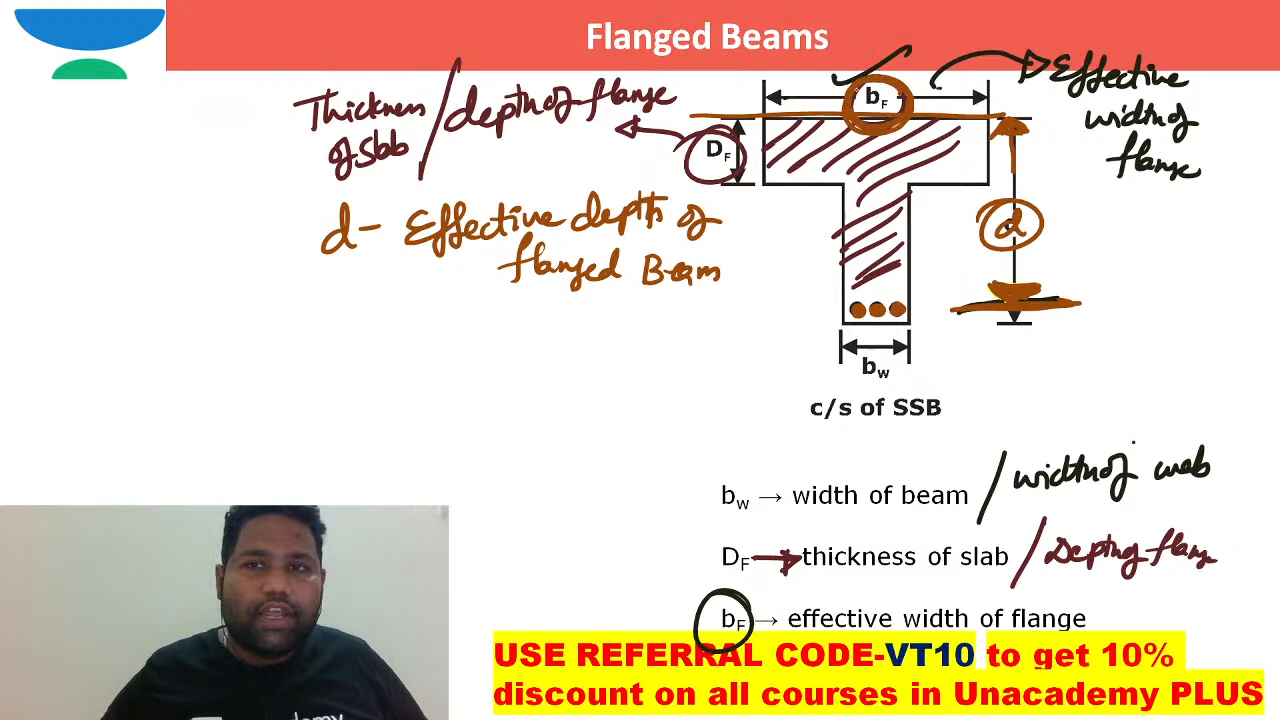 Flanged Beams
Thickness of Slab / depth of flange
bF
Effective
width of
flange
DF
d - Effective depth of
flanged Beam
d
bw
c/s of SSB
bw → width of beam / width of web
DF → thickness of slab / Depth of flange
bF → effective width of flange
USE REFERRAL CODE-VT10 to get 10%
discount on all courses in Unacademy PLUS